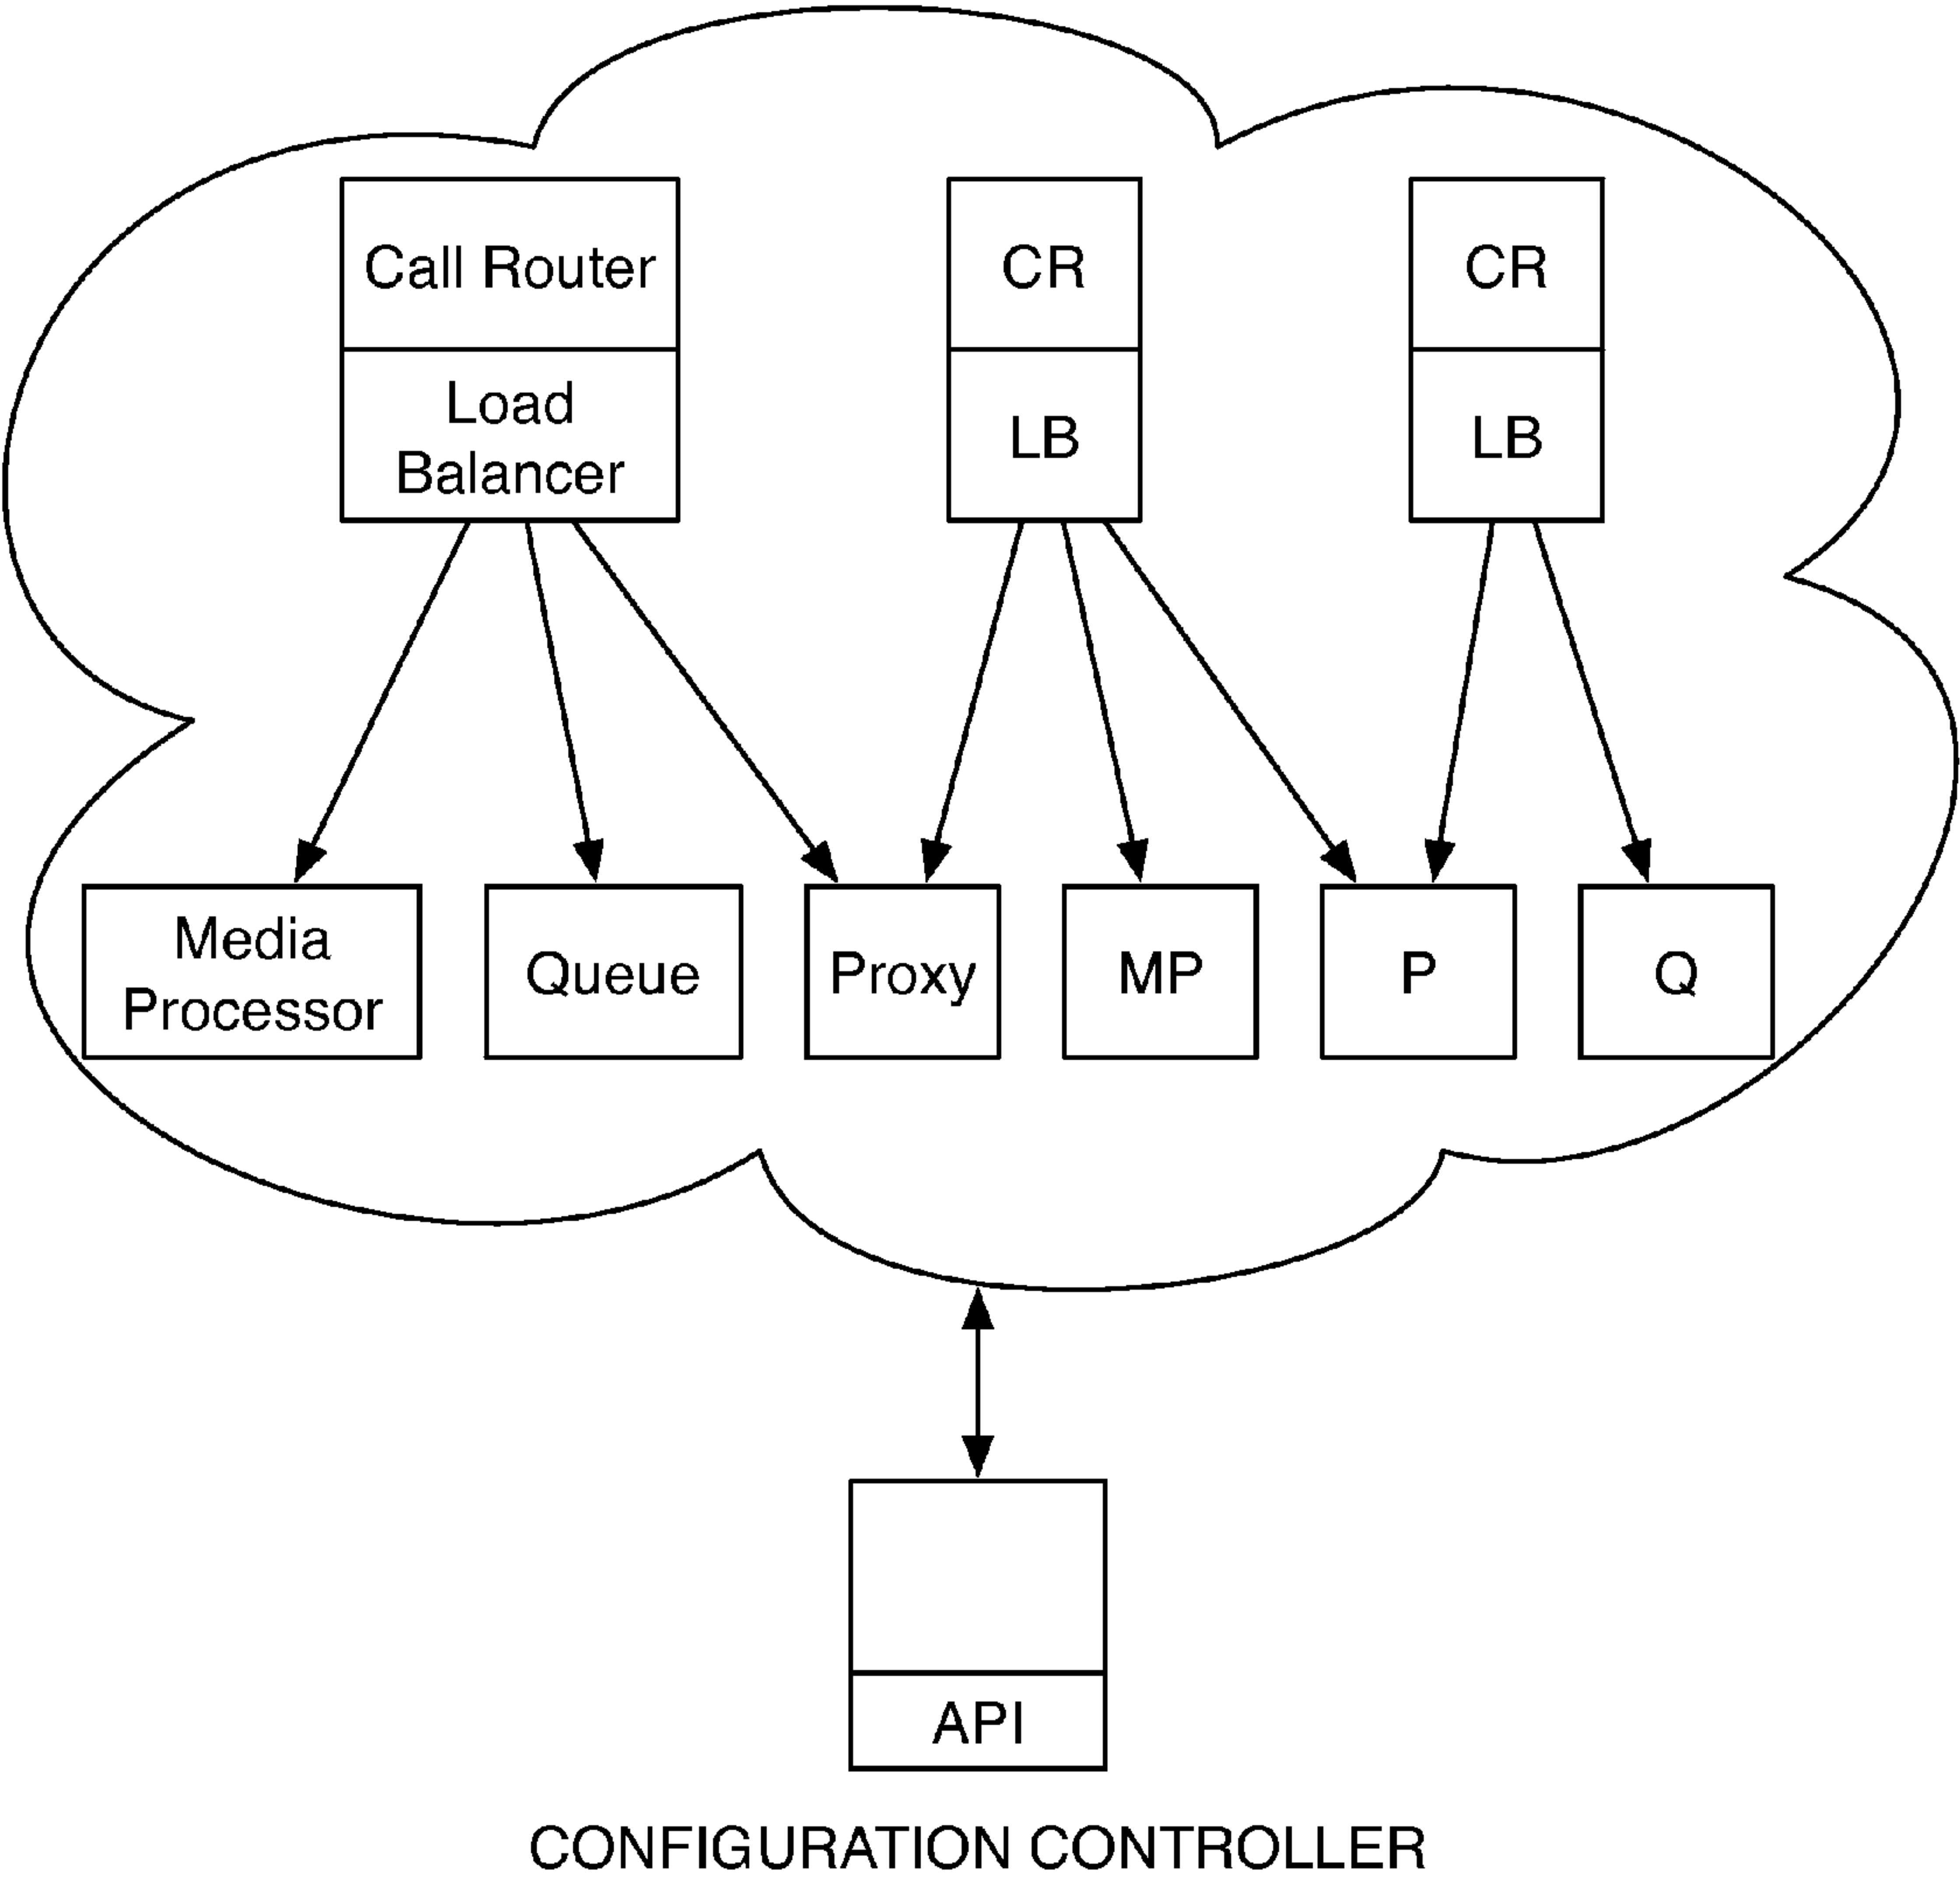 Call Router
CR
CR
Load
Balancer
LB
LB
Media
Processor
Queue
Proxy
MP
P
Q
API
CONFIGURATION CONTROLLER